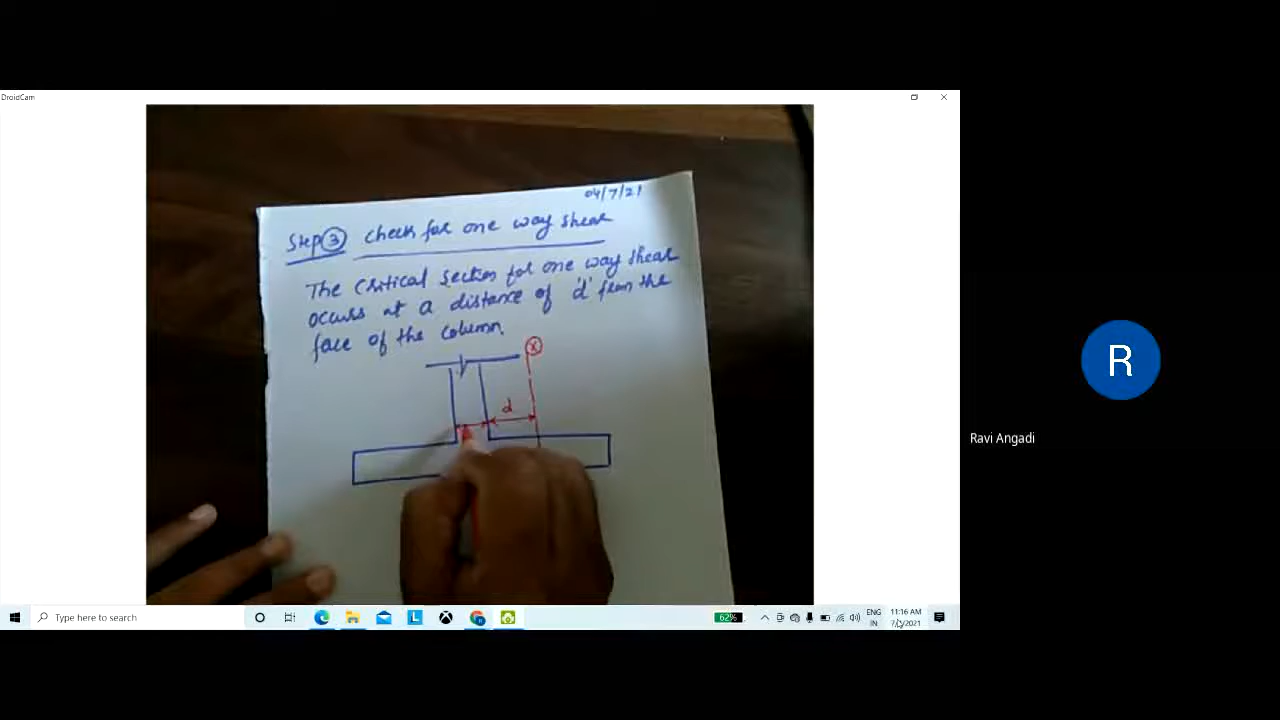 DroidCam
04/7/21
Step 3 Check for one way shear
The critical section for one way shear
occurs at a distance of 'd' from the
face of the column.
X
d
R
Ravi Angadi
Type here to search
62%
ENG
IN
11:16 AM